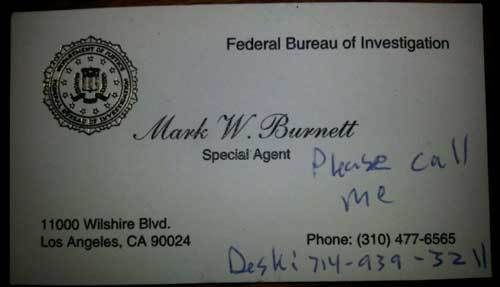 Federal Bureau of Investigation
Mark W. Burnett
Special Agent
Please call
me
11000 Wilshire Blvd.
Los Angeles, CA 90024
Phone: (310) 477-6565
Desk: 714-939-3211